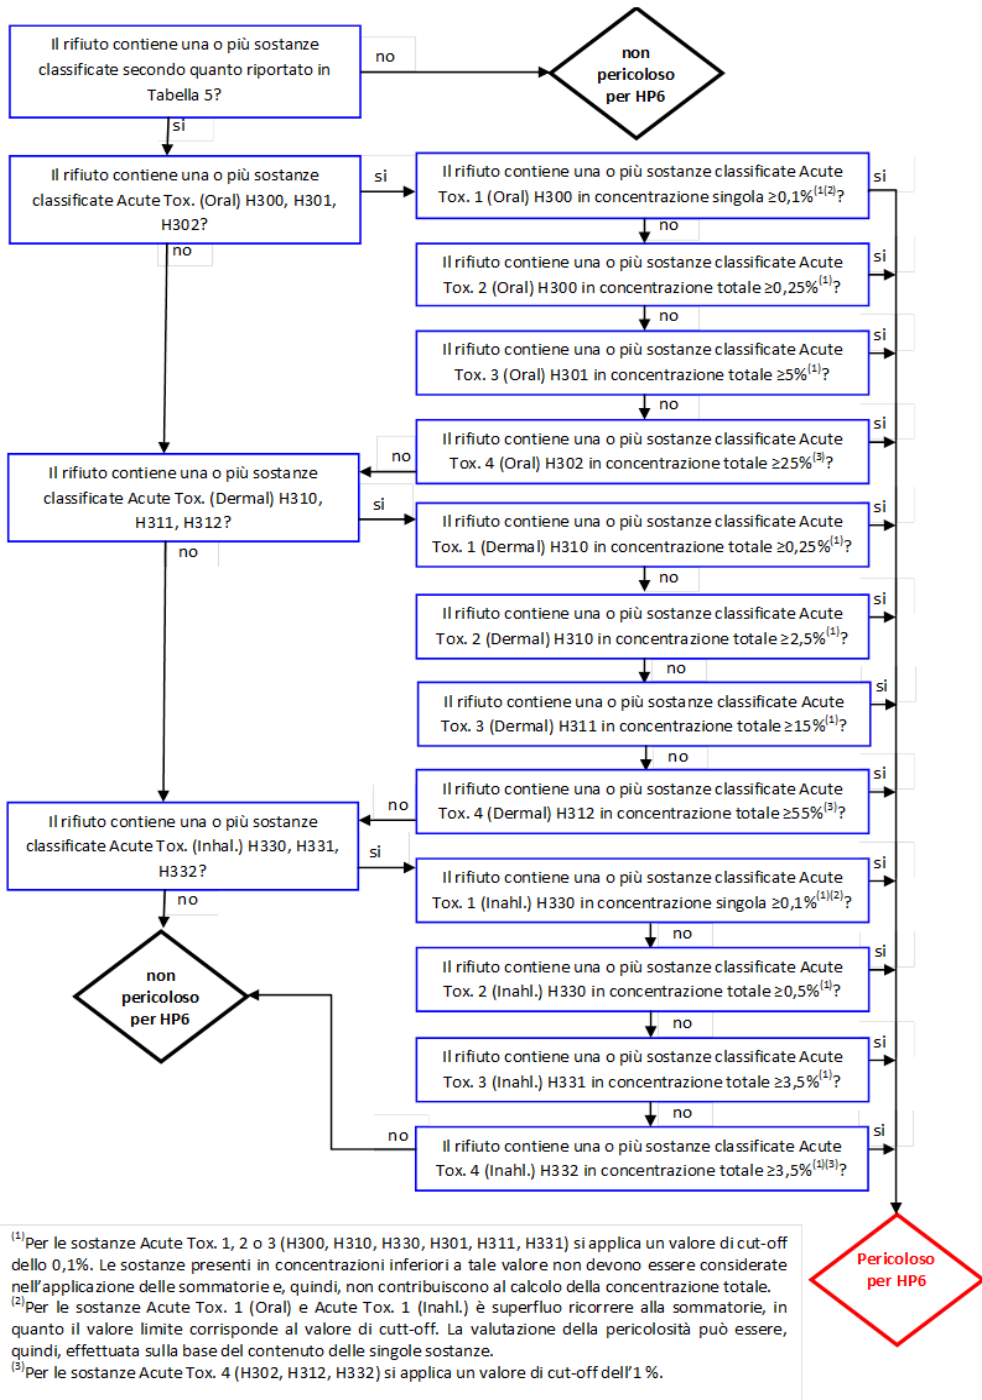 Il rifiuto contiene una o più sostanze
classificate secondo quanto riportato in
Tabella 5?
no
non
pericoloso
per HP6
si
Il rifiuto contiene una o più sostanze
classificate Acute Tox. (Oral) H300, H301,
H302?
si
no
Il rifiuto contiene una o più sostanze classificate Acute
Tox. 1 (Oral) H300 in concentrazione singola ≥0,1%(1(2)?
si
no
Il rifiuto contiene una o più sostanze classificate Acute
Tox. 2 (Oral) H300 in concentrazione totale ≥0,25%(1)?
si
no
Il rifiuto contiene una o più sostanze classificate Acute
Tox. 3 (Oral) H301 in concentrazione totale ≥5%(1)?
si
no
Il rifiuto contiene una o più sostanze classificate Acute
Tox. 4 (Oral) H302 in concentrazione totale ≥25%(3)?
si
no
Il rifiuto contiene una o più sostanze
classificate Acute Tox. (Dermal) H310,
H311, H312?
si
no
Il rifiuto contiene una o più sostanze classificate Acute
Tox. 1 (Dermal) H310 in concentrazione totale ≥0,25%(1)?
si
no
Il rifiuto contiene una o più sostanze classificate Acute
Tox. 2 (Dermal) H310 in concentrazione totale ≥2,5%(1)?
si
no
Il rifiuto contiene una o più sostanze classificate Acute
Tox. 3 (Dermal) H311 in concentrazione totale ≥15%(1)?
si
no
Il rifiuto contiene una o più sostanze classificate Acute
Tox. 4 (Dermal) H312 in concentrazione totale ≥55%(3)?
si
no
Il rifiuto contiene una o più sostanze
classificate Acute Tox. (Inhal.) H330, H331,
H332?
si
no
Il rifiuto contiene una o più sostanze classificate Acute
Tox. 1 (Inahl.) H330 in concentrazione singola ≥0,1%(1)(2)?
si
no
Il rifiuto contiene una o più sostanze classificate Acute
Tox. 2 (Inahl.) H330 in concentrazione totale ≥0,5%(1)?
si
no
Il rifiuto contiene una o più sostanze classificate Acute
Tox. 3 (Inahl.) H331 in concentrazione totale ≥3,5%(1)?
si
no
Il rifiuto contiene una o più sostanze classificate Acute
Tox. 4 (Inahl.) H332 in concentrazione totale ≥3,5%(1)(3)?
si
no
non
pericoloso
per HP6
Pericoloso
per HP6
(1)Per le sostanze Acute Tox. 1, 2 o 3 (H300, H310, H330, H301, H311, H331) si applica un valore di cut-off
dello 0,1%. Le sostanze presenti in concentrazioni inferiori a tale valore non devono essere considerate
nell'applicazione delle sommatorie e, quindi, non contribuiscono al calcolo della concentrazione totale.
(2)Per le sostanze Acute Tox. 1 (Oral) e Acute Tox. 1 (Inahl.) è superfluo ricorrere alla sommatorie, in
quanto il valore limite corrisponde al valore di cutt-off. La valutazione della pericolosità può essere,
quindi, effettuata sulla base del contenuto delle singole sostanze.
(3)Per le sostanze Acute Tox. 4 (H302, H312, H332) si applica un valore di cut-off dell'1 %.